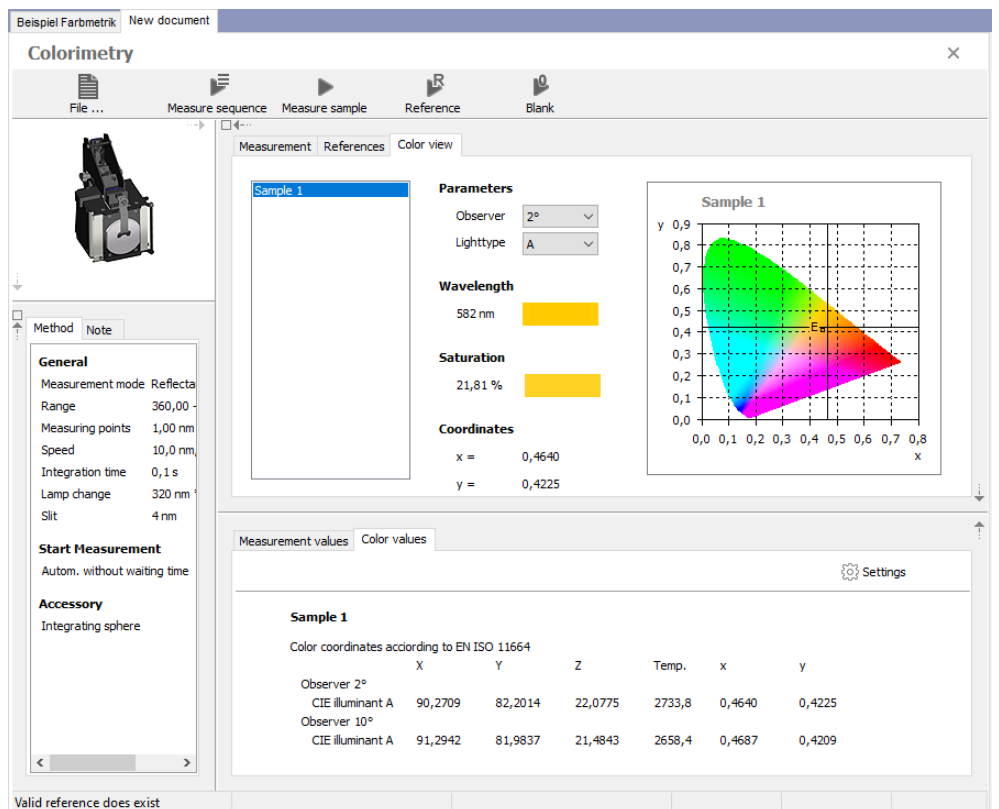 Beispiel Farbmetrik New document
Colorimetry
File ... Measure sequence Measure sample Reference Blank
R
0
Measurement References Color view
Sample 1
Parameters
Observer 2°
Lighttype A
Wavelength
582 nm
Saturation
21,81 %
Coordinates
x = 0,4640
y = 0,4225
Sample 1
y 0,9
0,8
0,7
0,6
0,5
0,4
0,3
0,2
0,1
0,0
E
0,0 0,1 0,2 0,3 0,4 0,5 0,6 0,7 0,8
x
Method Note
General
Measurement mode Reflecta
Range 360,00 -
Measuring points 1,00 nm
Speed 10,0 nm,
Integration time 0,1 s
Lamp change 320 nm
Slit 4 nm
Start Measurement
Autom. without waiting time
Accessory
Integrating sphere
Measurement values Color values
Settings
Sample 1
Color coordinates acciording to EN ISO 11664
X Y Z Temp. x y
Observer 2°
CIE illuminant A 90,2709 82,2014 22,0775 2733,8 0,4640 0,4225
Observer 10°
CIE illuminant A 91,2942 81,9837 21,4843 2658,4 0,4687 0,4209
Valid reference does exist